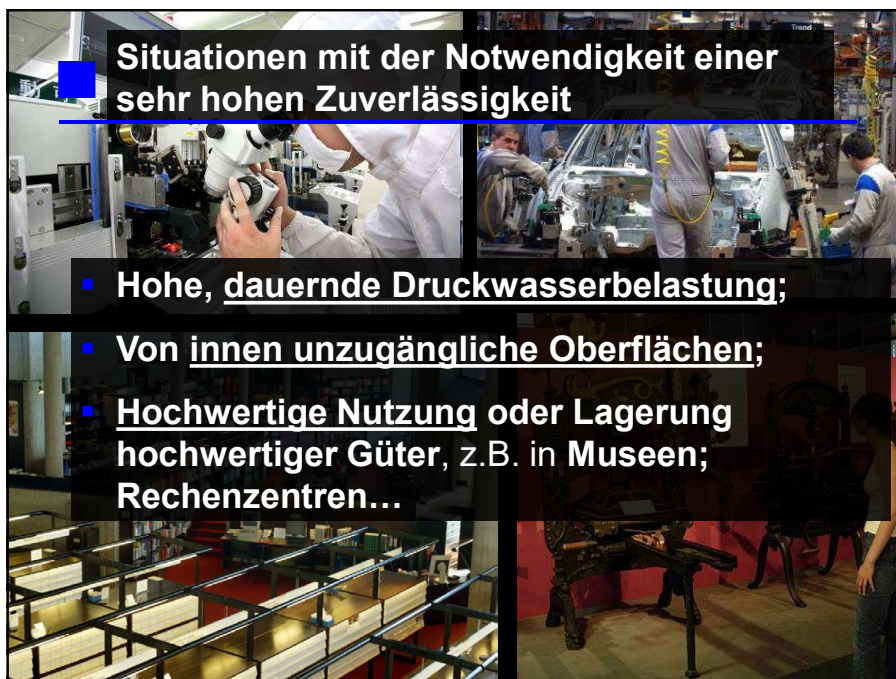 Trend
Situationen mit der Notwendigkeit einer
sehr hohen Zuverlässigkeit
Hohe, dauernde Druckwasserbelastung;
Von innen unzugängliche Oberflächen;
Hochwertige Nutzung oder Lagerung
hochwertiger Güter, z.B. in Museen;
Rechenzentren…